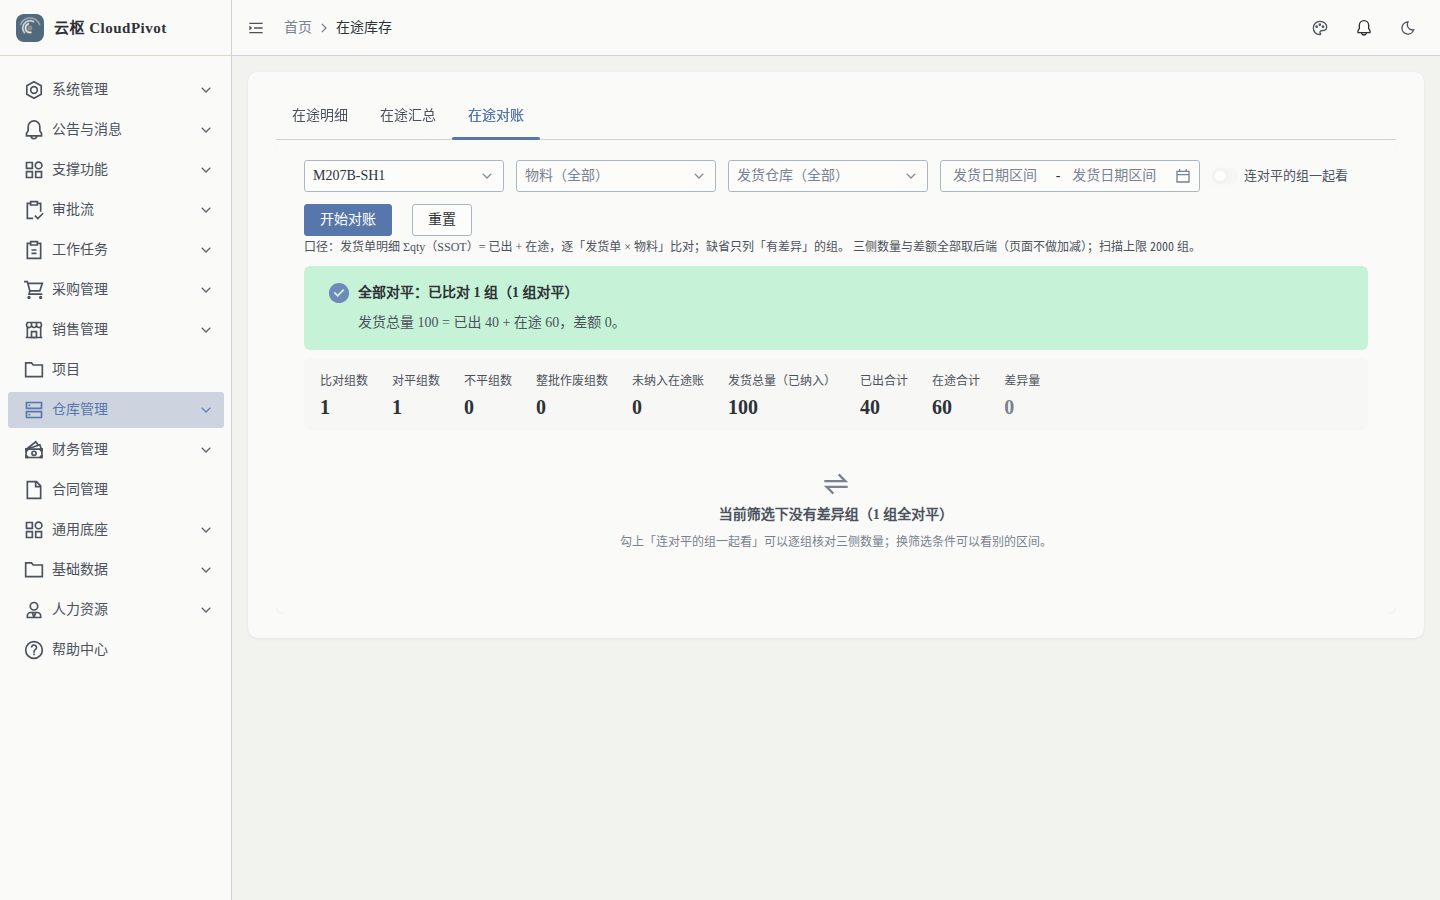 云枢 CloudPivot
首页 > 在途库存
系统管理
公告与消息
支撑功能
审批流
工作任务
采购管理
销售管理
项目
仓库管理
财务管理
合同管理
通用底座
基础数据
人力资源
帮助中心
在途明细 在途汇总 在途对账
M207B-SH1 物料（全部） 发货仓库（全部） 发货日期区间 - 发货日期区间 连对平的组一起看
开始对账 重置
口径：发货单明细 Σqty（SSOT）= 已出 + 在途，逐「发货单 × 物料」比对；缺省只列「有差异」的组。 三侧数量与差额全部取后端（页面不做加减）；扫描上限 2000 组。
全部对平：已比对 1 组（1 组对平）
发货总量 100 = 已出 40 + 在途 60，差额 0。
比对组数 对平组数 不平组数 整批作废组数 未纳入在途账 发货总量（已纳入） 已出合计 在途合计 差异量
1 1 0 0 0 100 40 60 0
当前筛选下没有差异组（1 组全对平）
勾上「连对平的组一起看」可以逐组核对三侧数量；换筛选条件可以看别的区间。